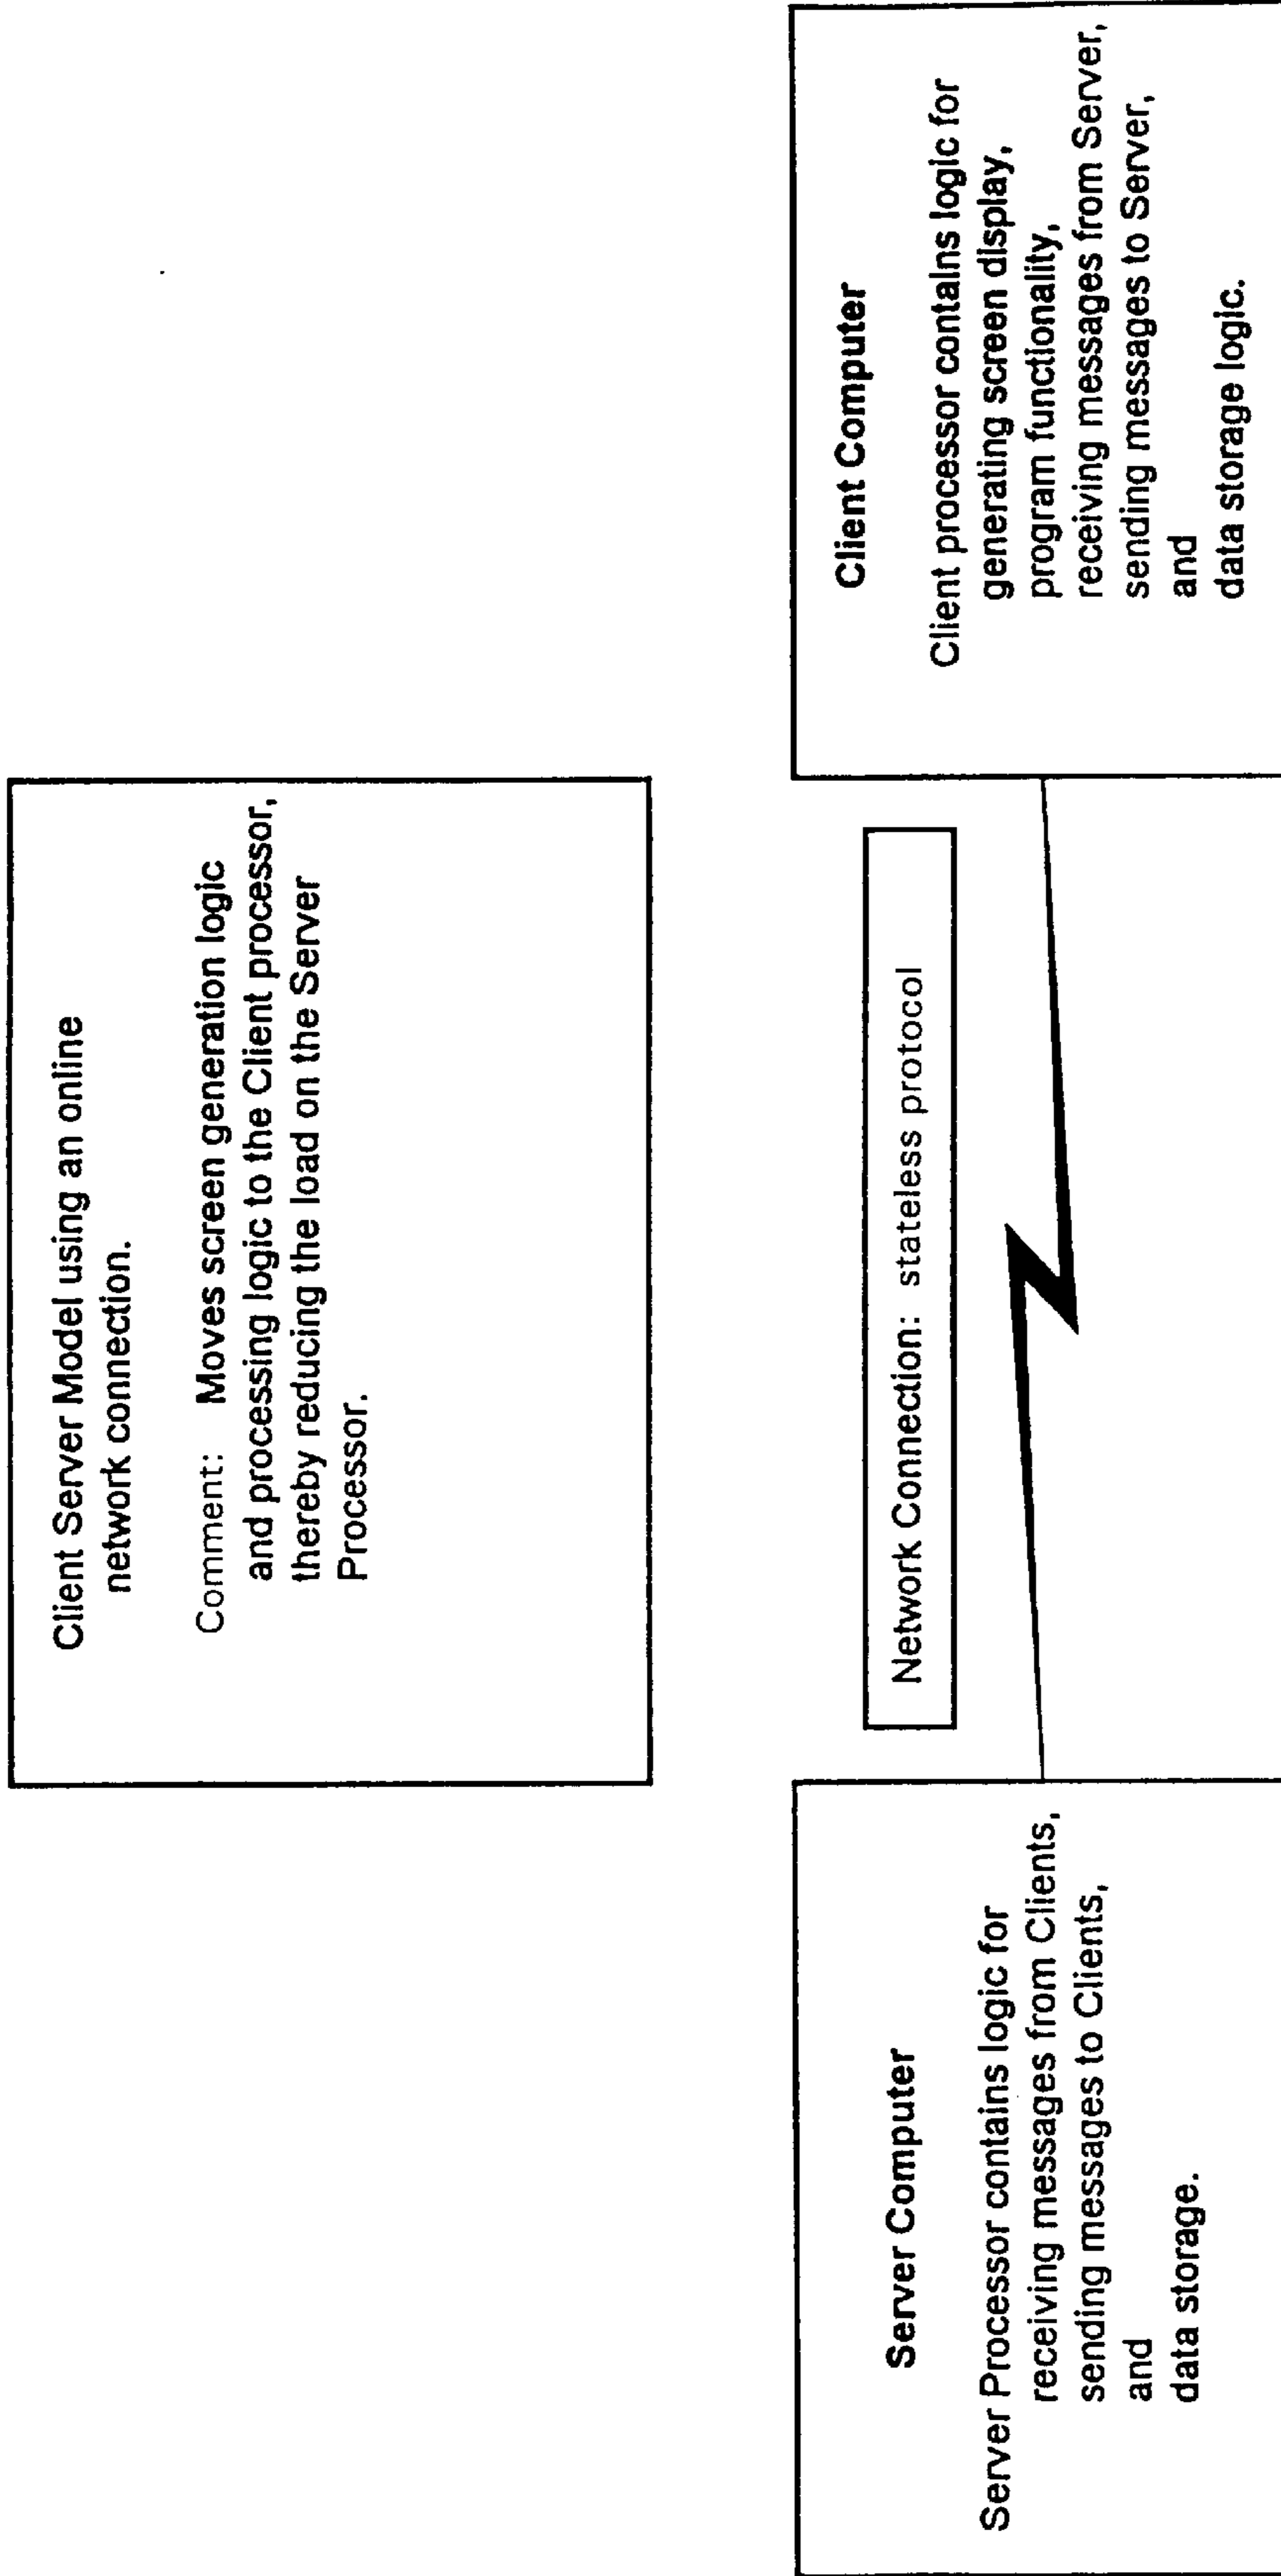 Client Server Model using an online
network connection.
Comment: Moves screen generation logic
and processing logic to the Client processor,
thereby reducing the load on the Server
Processor.
Server Computer
Server Processor contains logic for
receiving messages from Clients,
sending messages to Clients,
and
data storage.
Network Connection: stateless protocol
Client Computer
Client processor contains logic for
generating screen display,
program functionality,
receiving messages from Server,
sending messages to Server,
and
data storage logic.